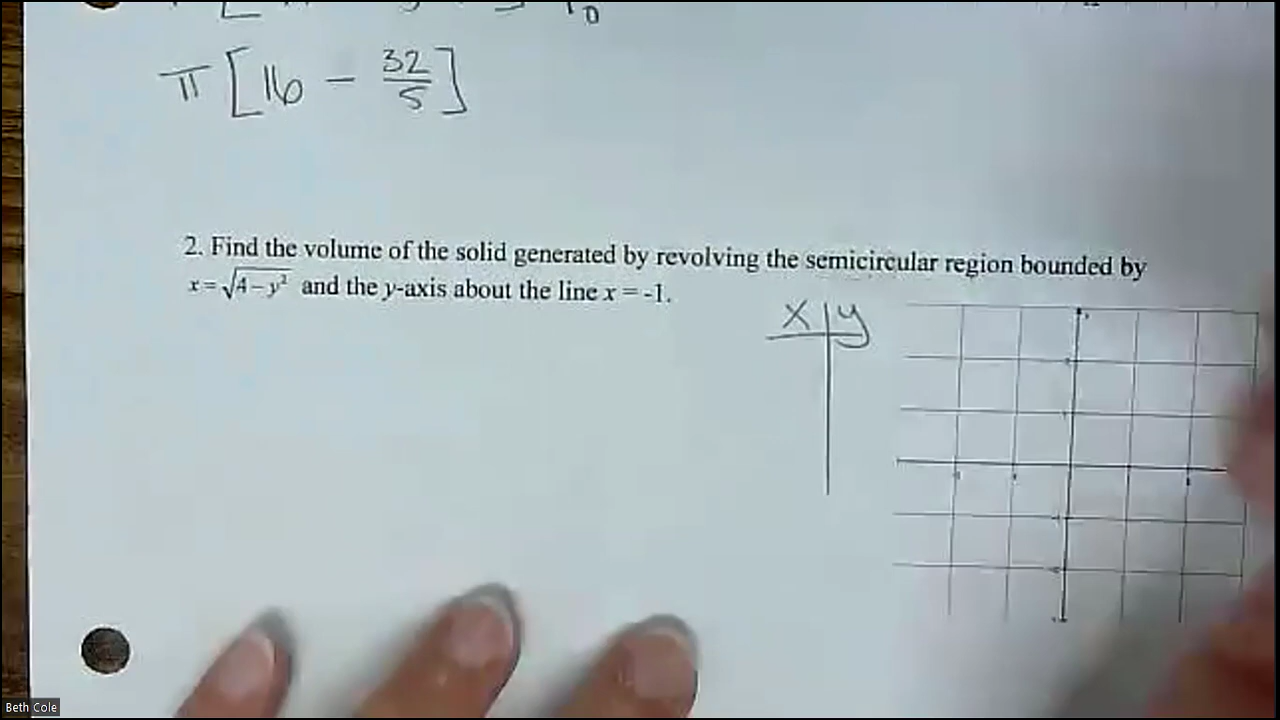 π[16 - 32/5]
2. Find the volume of the solid generated by revolving the semicircular region bounded by
x = √(4 - y²) and the y-axis about the line x = -1.
x | y
Beth Cole